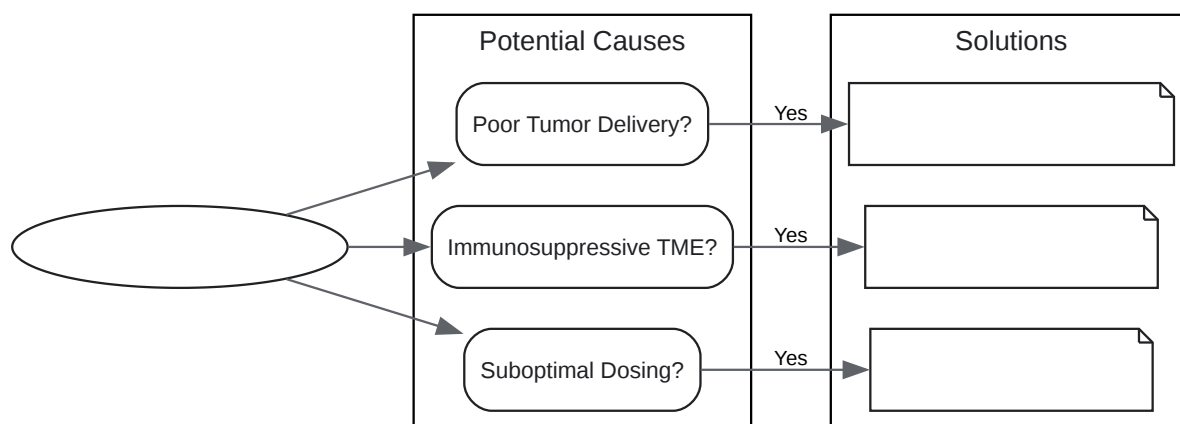 Potential Causes
Solutions
Poor Tumor Delivery?
Yes
Immunosuppressive TME?
Yes
Suboptimal Dosing?
Yes